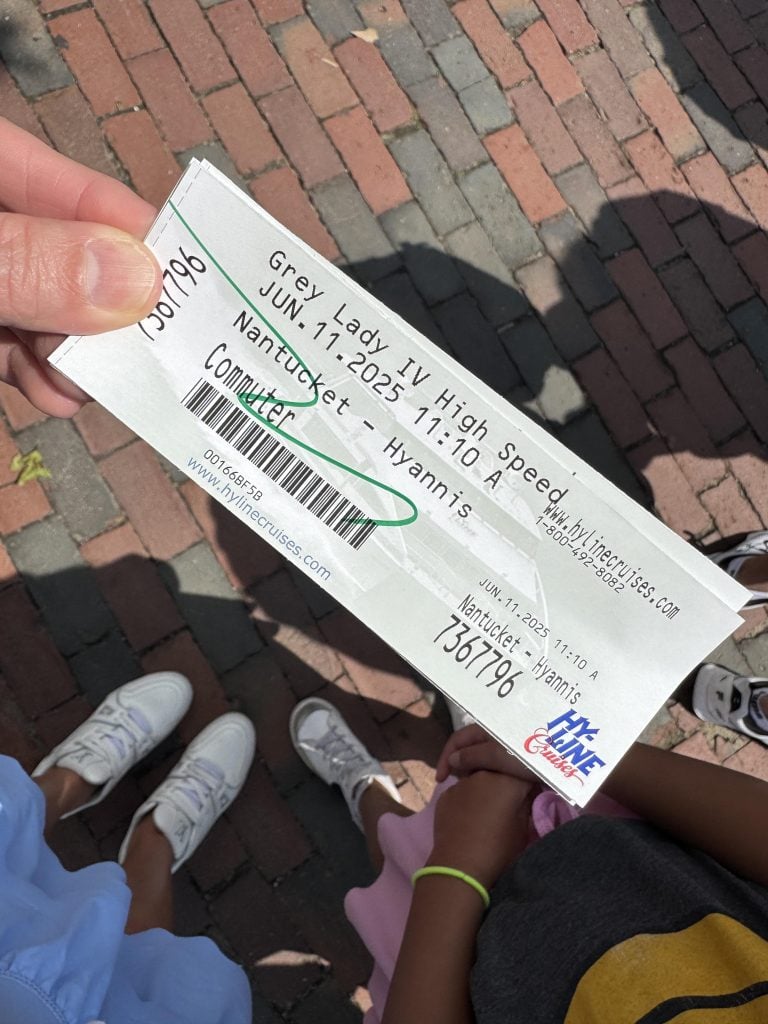 7367796
Grey Lady IV High Speed
JUN.11.2025 11:10 A
Nantucket - Hyannis
Commuter
00166BF5B
www.hylinecruises.com
www.hylinecruises.com
1-800-492-8082
JUN.11.2025 11:10 A
Nantucket - Hyannis
7367796
HY-LINE
Cruises